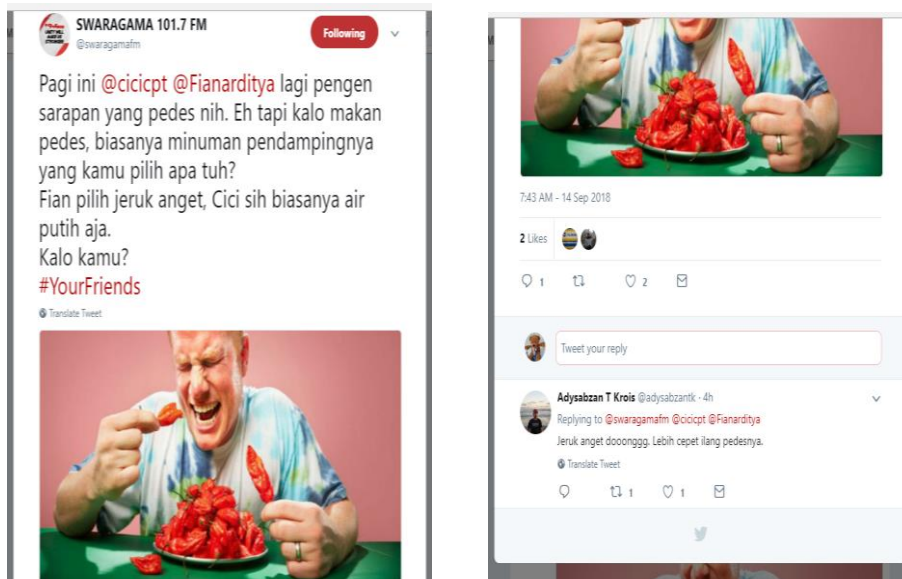 SWARAGAMA 101.7 FM
@swaragamafm
Following
Pagi ini @cicicpt @Fianarditya lagi pengen
sarapan yang pedes nih. Eh tapi kalo makan
pedes, biasanya minuman pendampingnya
yang kamu pilih apa tuh?
Fian pilih jeruk anget, Cici sih biasanya air
putih aja.
Kalo kamu?
#YourFriends
Translate Tweet
7:43 AM - 14 Sep 2018
2 Likes
1
2
Tweet your reply
Adysabzan T Krois @adysabzantk · 4h
Replying to @swaragamafm @cicicpt @Fianarditya
Jeruk anget dooonggg. Lebih cepet ilang pedesnya.
Translate Tweet
1 1